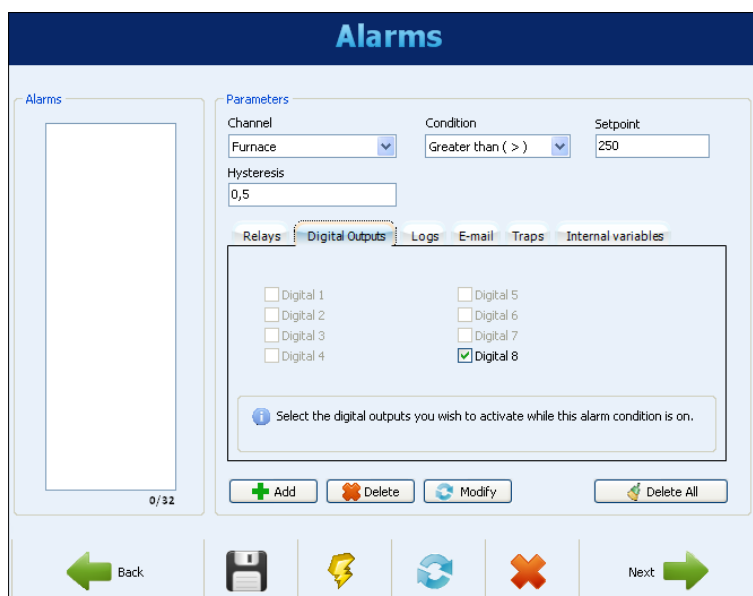 Alarms
Alarms
0/32
Parameters
Channel
Condition
Setpoint
Furnace
Greater than ( > )
250
Hysteresis
0,5
Relays
Digital Outputs
Logs
E-mail
Traps
Internal variables
Digital 1
Digital 5
Digital 2
Digital 6
Digital 3
Digital 7
Digital 4
Digital 8
Select the digital outputs you wish to activate while this alarm condition is on.
Add
Delete
Modify
Delete All
Back
Next